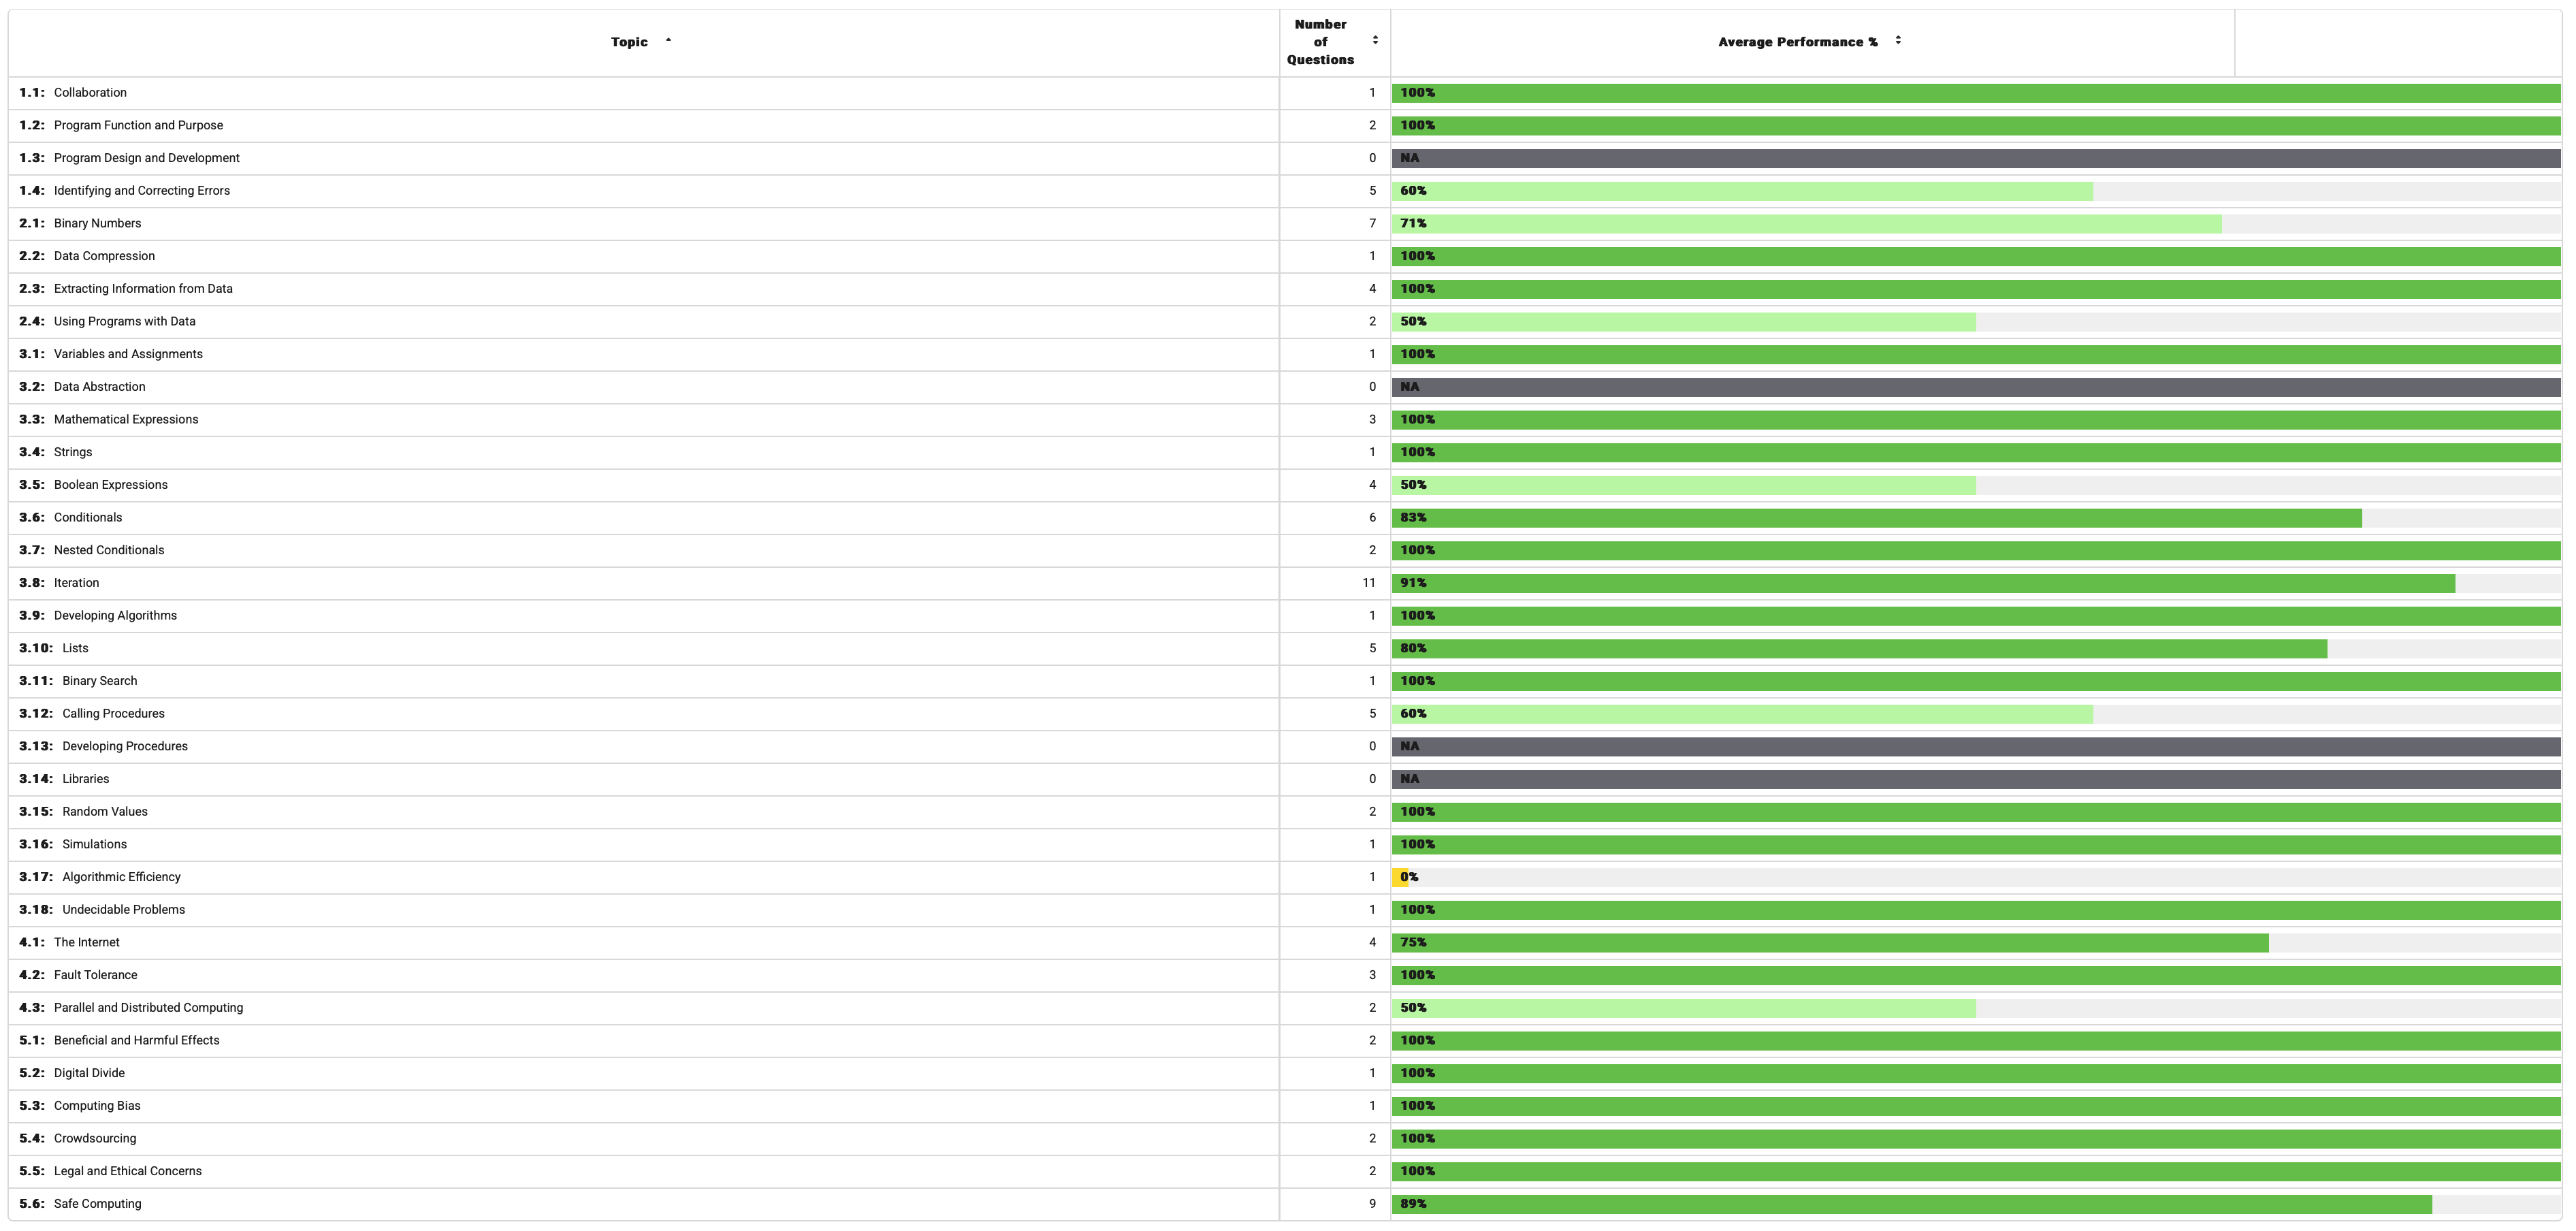 Topic
Number
of
Questions
Average Performance %
1.1: Collaboration 1 100%
1.2: Program Function and Purpose 2 100%
1.3: Program Design and Development 0 NA
1.4: Identifying and Correcting Errors 5 60%
2.1: Binary Numbers 7 71%
2.2: Data Compression 1 100%
2.3: Extracting Information from Data 4 100%
2.4: Using Programs with Data 2 50%
3.1: Variables and Assignments 1 100%
3.2: Data Abstraction 0 NA
3.3: Mathematical Expressions 3 100%
3.4: Strings 1 100%
3.5: Boolean Expressions 4 50%
3.6: Conditionals 6 83%
3.7: Nested Conditionals 2 100%
3.8: Iteration 11 91%
3.9: Developing Algorithms 1 100%
3.10: Lists 5 80%
3.11: Binary Search 1 100%
3.12: Calling Procedures 5 60%
3.13: Developing Procedures 0 NA
3.14: Libraries 0 NA
3.15: Random Values 2 100%
3.16: Simulations 1 100%
3.17: Algorithmic Efficiency 1 0%
3.18: Undecidable Problems 1 100%
4.1: The Internet 4 75%
4.2: Fault Tolerance 3 100%
4.3: Parallel and Distributed Computing 2 50%
5.1: Beneficial and Harmful Effects 2 100%
5.2: Digital Divide 1 100%
5.3: Computing Bias 1 100%
5.4: Crowdsourcing 2 100%
5.5: Legal and Ethical Concerns 2 100%
5.6: Safe Computing 9 89%